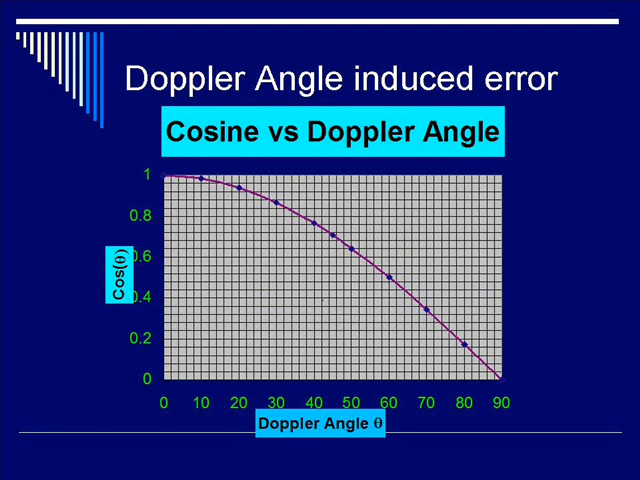 Doppler Angle induced error
Cosine vs Doppler Angle
1
0.8
0.6
0.4
0.2
0
Cos(θ)
0 10 20 30 40 50 60 70 80 90
Doppler Angle θ